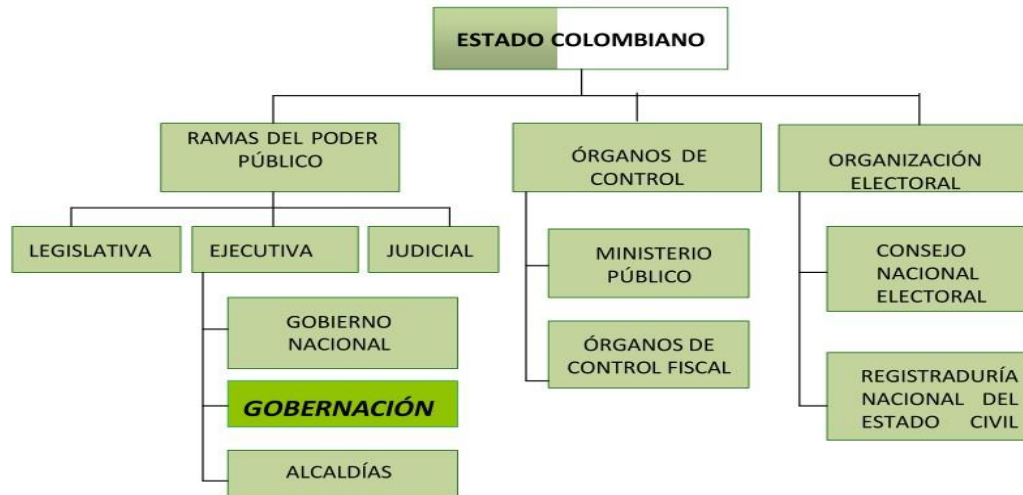 ESTADO COLOMBIANO
RAMAS DEL PODER
PÚBLICO
ÓRGANOS DE
CONTROL
ORGANIZACIÓN
ELECTORAL
LEGISLATIVA
EJECUTIVA
JUDICIAL
MINISTERIO
PÚBLICO
CONSEJO
NACIONAL
ELECTORAL
GOBIERNO
NACIONAL
ÓRGANOS DE
CONTROL FISCAL
GOBERNACIÓN
REGISTRADURÍA
NACIONAL DEL
ESTADO CIVIL
ALCALDÍAS